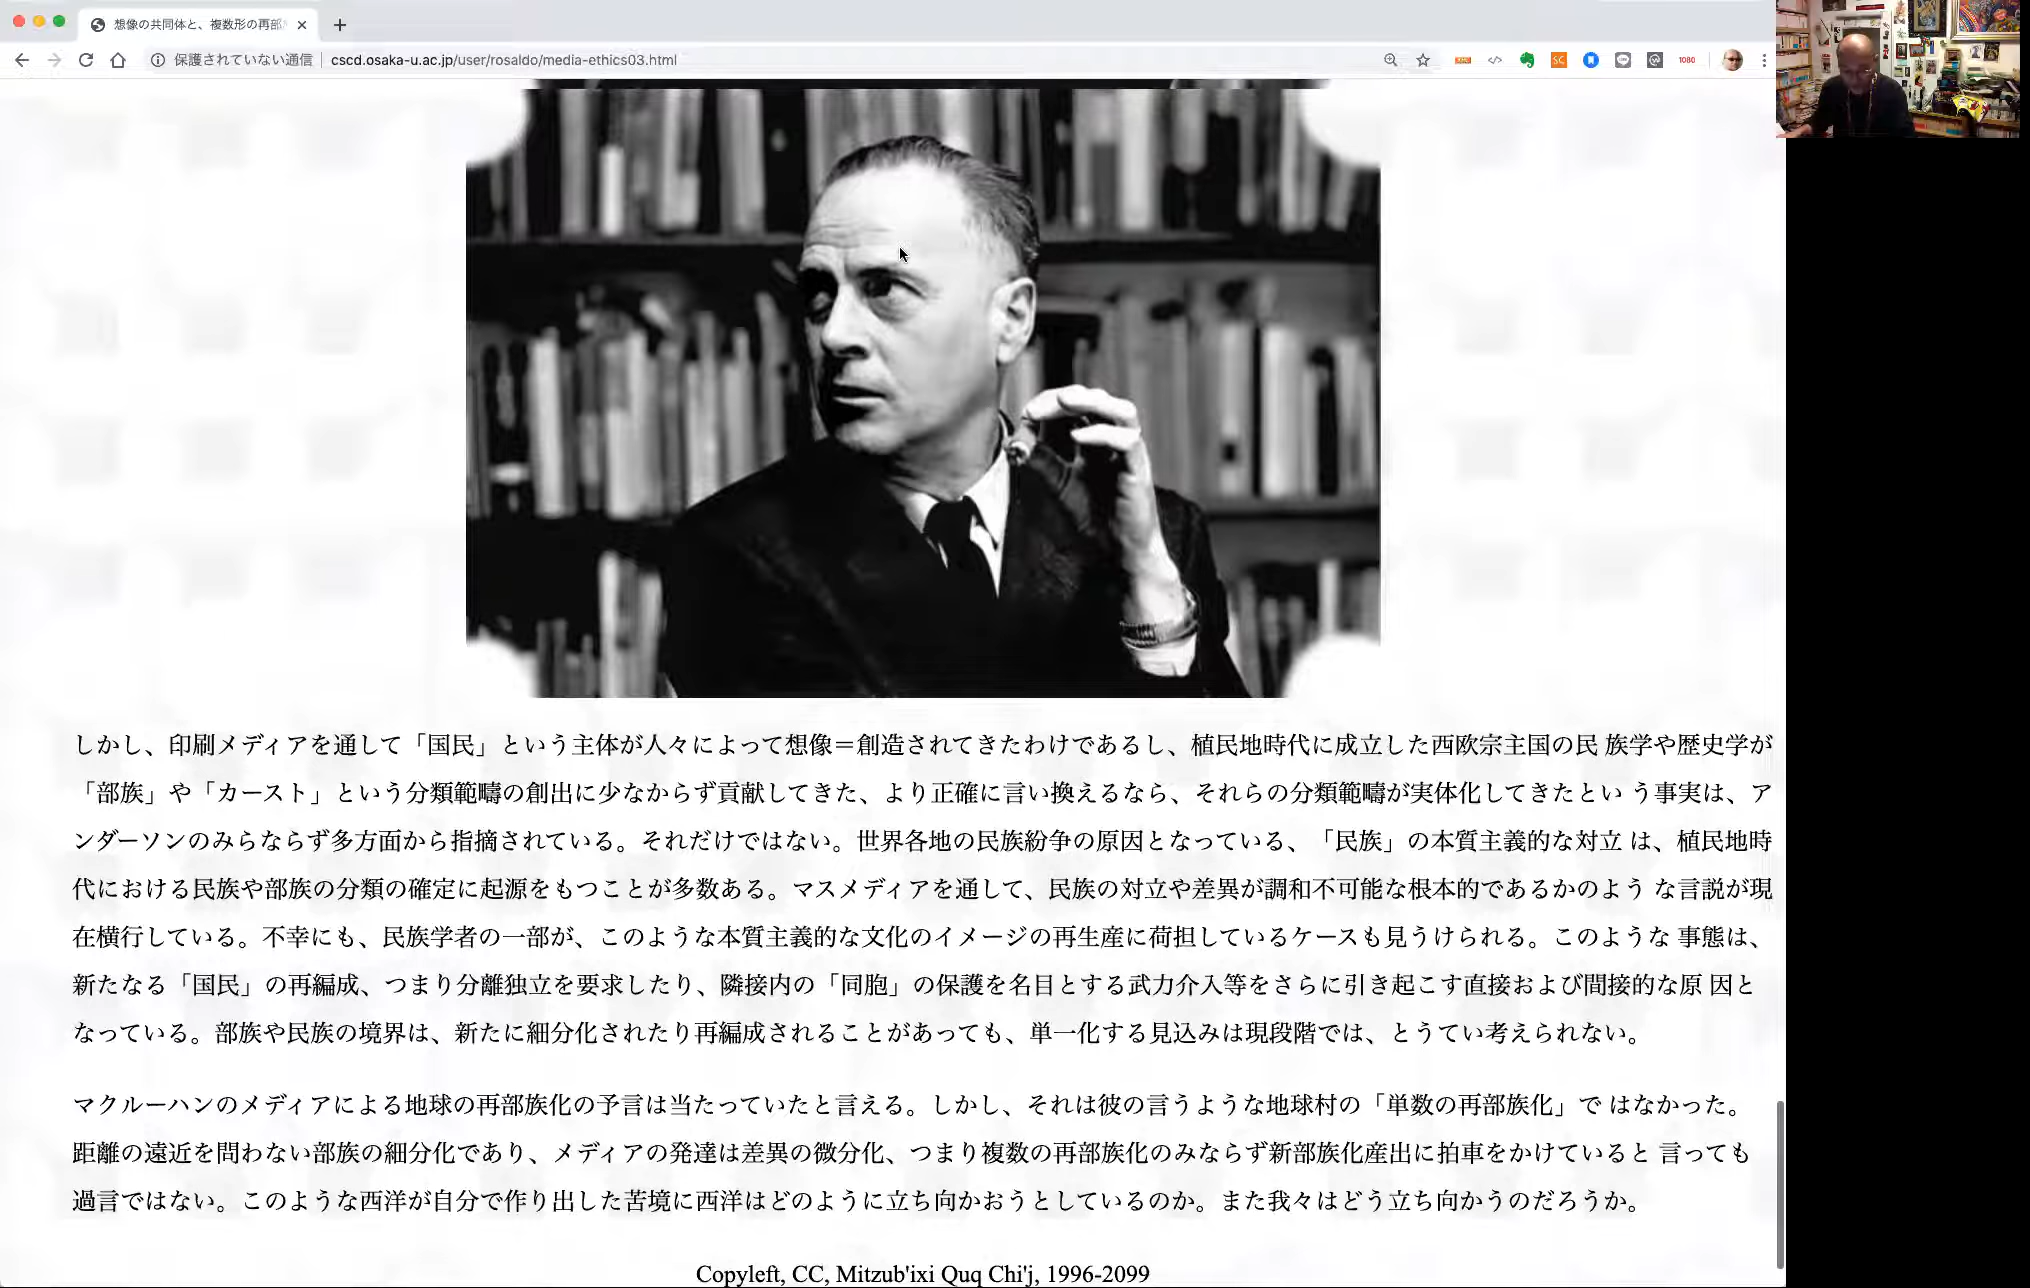 想像の共同体と、複数形の再部
保護されていない通信 | cscd.osaka-u.ac.jp/user/rosaldo/media-ethics03.html
SC
1080
しかし、印刷メディアを通して「国民」という主体が人々によって想像＝創造されてきたわけであるし、植民地時代に成立した西欧宗主国の民 族学や歴史学が
「部族」や「カースト」という分類範疇の創出に少なからず貢献してきた、より正確に言い換えるなら、それらの分類範疇が実体化してきたとい う事実は、ア
ンダーソンのみらならず多方面から指摘されている。それだけではない。世界各地の民族紛争の原因となっている、「民族」の本質主義的な対立 は、植民地時
代における民族や部族の分類の確定に起源をもつことが多数ある。マスメディアを通して、民族の対立や差異が調和不可能な根本的であるかのよう な言説が現
在横行している。不幸にも、民族学者の一部が、このような本質主義的な文化のイメージの再生産に荷担しているケースも見うけられる。このような 事態は、
新たなる「国民」の再編成、つまり分離独立を要求したり、隣接内の「同胞」の保護を名目とする武力介入等をさらに引き起こす直接および間接的な原 因と
なっている。部族や民族の境界は、新たに細分化されたり再編成されることがあっても、単一化する見込みは現段階では、とうてい考えられない。
マクルーハンのメディアによる地球の再部族化の予言は当たっていたと言える。しかし、それは彼の言うような地球村の「単数の再部族化」で はなかった。
距離の遠近を問わない部族の細分化であり、メディアの発達は差異の微分化、つまり複数の再部族化のみならず新部族化産出に拍車をかけていると 言っても
過言ではない。このような西洋が自分で作り出した苦境に西洋はどのように立ち向かおうとしているのか。また我々はどう立ち向かうのだろうか。
Copyleft, CC, Mitzub'ixi Quq Chi'j, 1996-2099